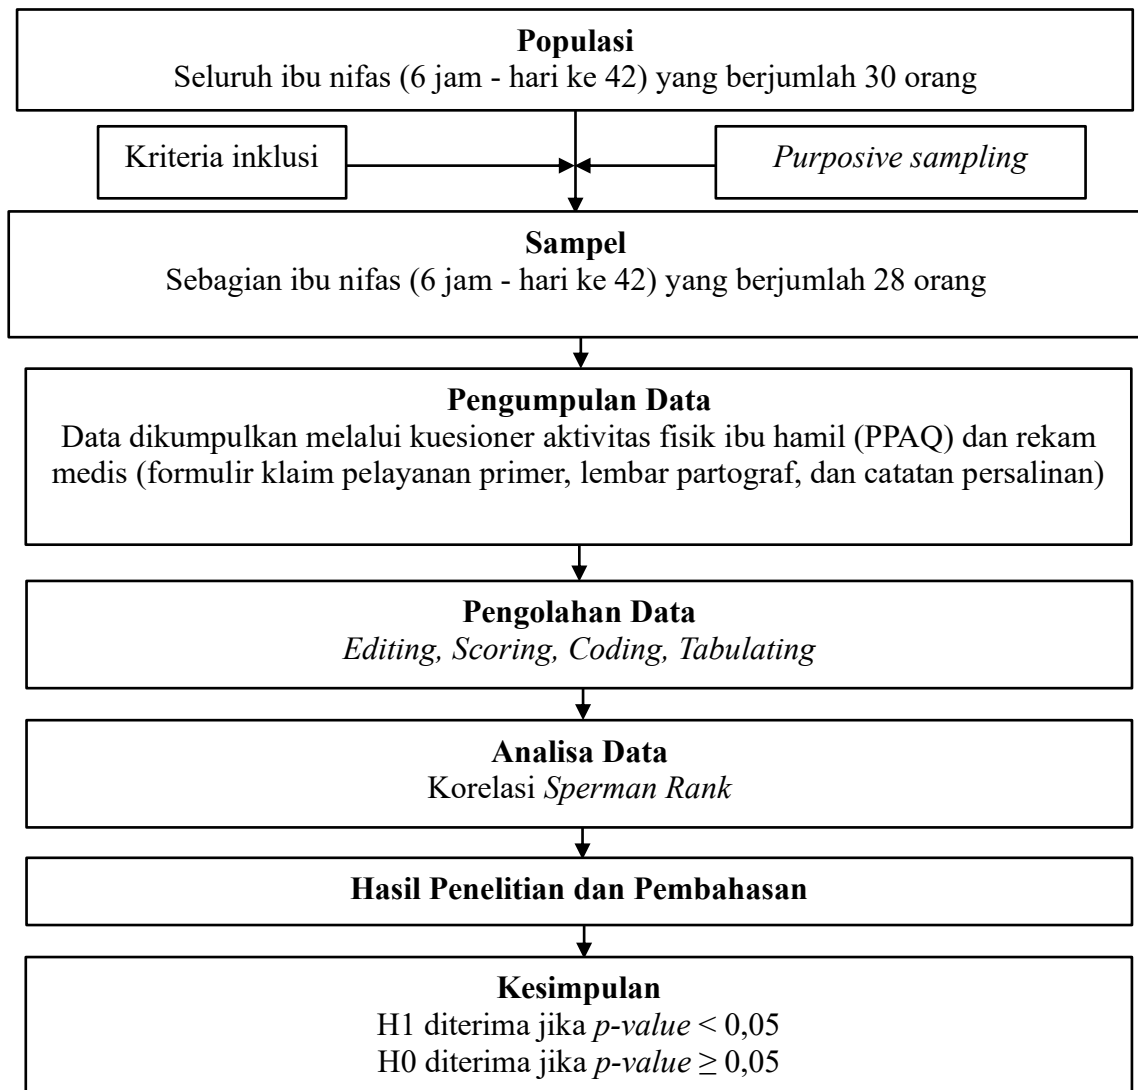 Populasi
Seluruh ibu nifas (6 jam - hari ke 42) yang berjumlah 30 orang
Kriteria inklusi
Purposive sampling
Sampel
Sebagian ibu nifas (6 jam - hari ke 42) yang berjumlah 28 orang
Pengumpulan Data
Data dikumpulkan melalui kuesioner aktivitas fisik ibu hamil (PPAQ) dan rekam
medis (formulir klaim pelayanan primer, lembar partograf, dan catatan persalinan)
Pengolahan Data
Editing, Scoring, Coding, Tabulating
Analisa Data
Korelasi Sperman Rank
Hasil Penelitian dan Pembahasan
Kesimpulan
H1 diterima jika p-value < 0,05
H0 diterima jika p-value ≥ 0,05